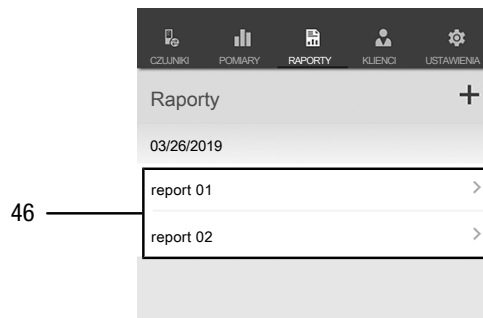 CZUJNIKI POMIARY RAPORTY KLIENCI USTAWIENIA
Raporty +
03/26/2019
report 01
46
report 02